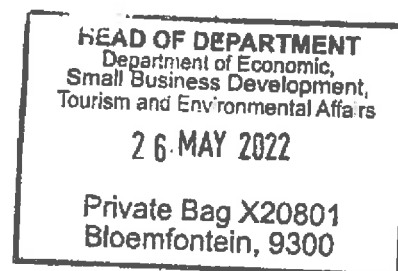 HEAD OF DEPARTMENT
Department of Economic,
Small Business Development,
Tourism and Environmental Affairs
26 MAY 2022
Private Bag X20801
Bloemfontein, 9300